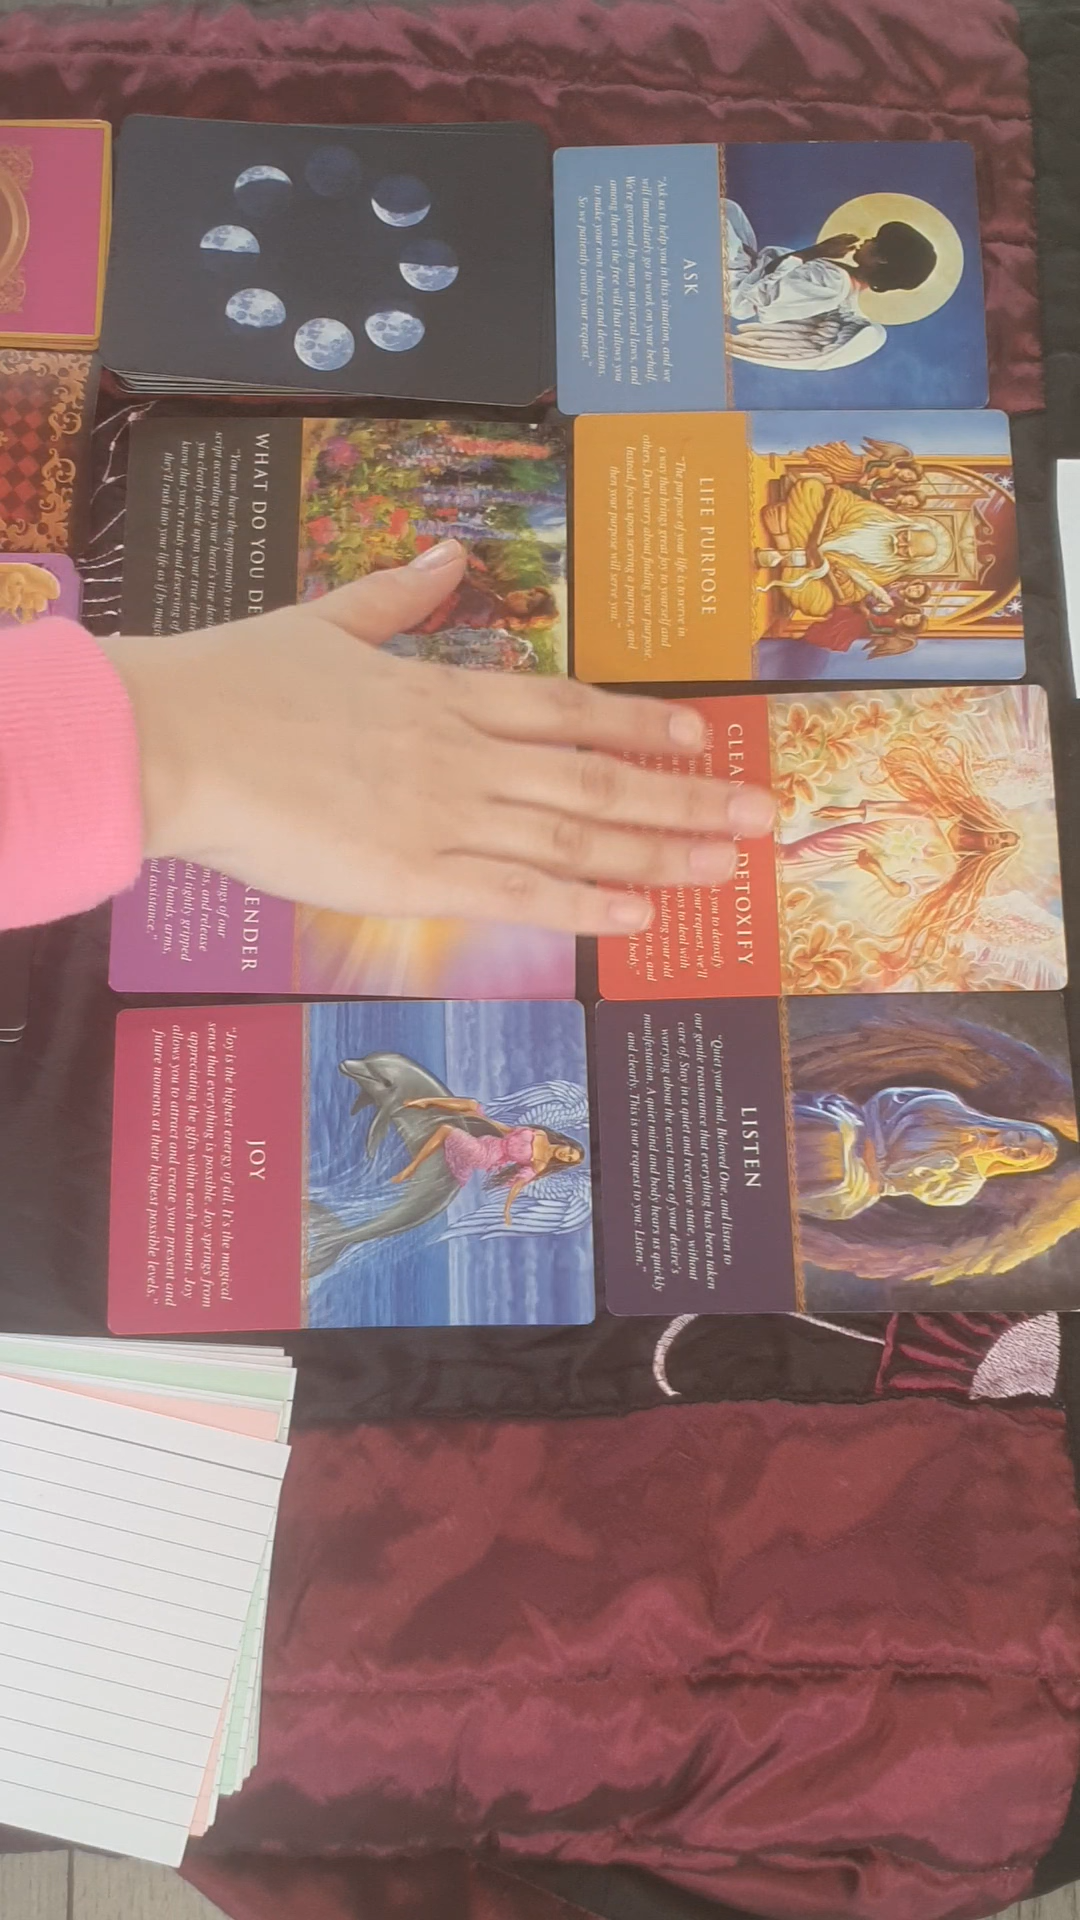 ASK
"Ask us to help you in this situation, and we
will immediately go to work on your behalf.
We're governed by many universal laws, and
among them is the free will that allows you
to make your own choices and decisions.
So we patiently await your request."
LIFE PURPOSE
"The purpose of your life is to serve in
a way that brings great joy to yourself and
others. Don't worry about finding your purpose.
Instead, focus upon serving a purpose, and
then your purpose will serve you."
DETOXIFY
"With great
ask you to detoxify
your request, we'll
ways to deal with
shedding your old
to us, and
body."
LISTEN
"Quiet your mind, Beloved One, and listen to
our gentle reassurance that everything has been taken
care of. Stay in a quiet and receptive state, without
worrying about the exact nature of your desire's
manifestation. A quiet mind and body hears us quickly
and clearly. This is our request to you: Listen."
WHAT DO YOU DE
"You now have the opportunity to
script according to your heart's true
you clearly decide upon your true
know that you're ready and deserving of
they'll rush into your life as if by
of our
and release
tightly gripped
your hands, arms,
and assistance."
JOY
"Joy is the highest energy of all. It's the magical
sense that everything is possible. Joy springs from
appreciating the gifts within each moment. Joy
allows you to attract and create your present and
future moments at their highest possible levels."